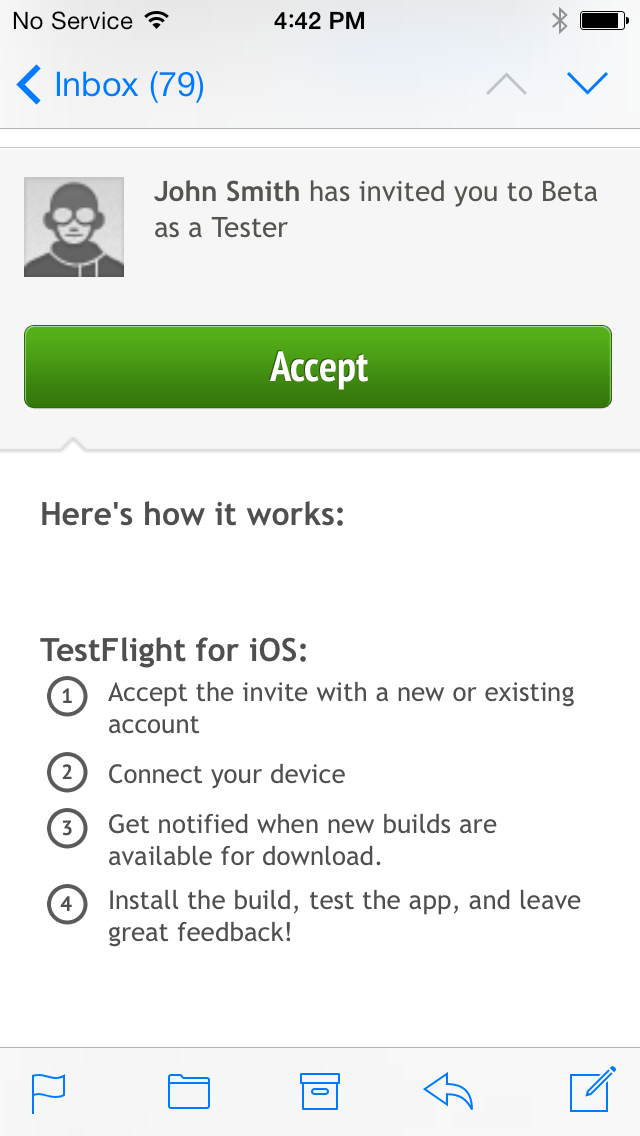 No Service 4:42 PM
Inbox (79)
John Smith has invited you to Beta
as a Tester
Accept
Here's how it works:
TestFlight for iOS:
1 Accept the invite with a new or existing
account
2 Connect your device
3 Get notified when new builds are
available for download.
4 Install the build, test the app, and leave
great feedback!